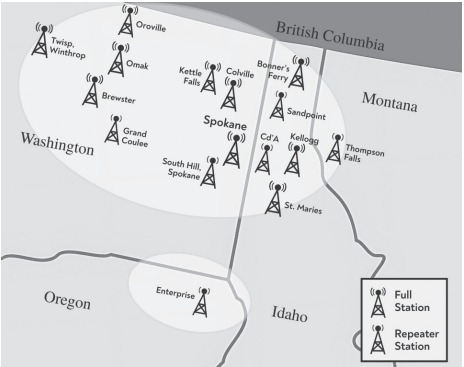 British Columbia
Oroville
Twisp,
Winthrop
Omak
Kettle
Falls
Colville
Bonner's
Ferry
Montana
Brewster
Sandpoint
Spokane
Grand
Coulee
Washington
Cd'A
Kellogg
Thompson
Falls
South Hill,
Spokane
St. Maries
Enterprise
Oregon
Idaho
Full
Station
Repeater
Station